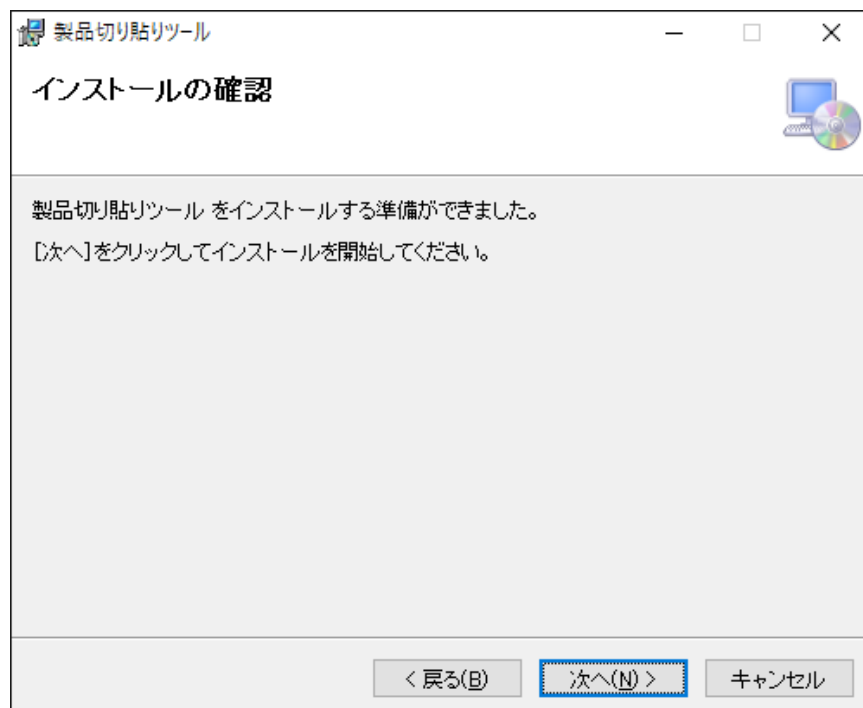 製品切り貼りツール
インストールの確認
製品切り貼りツール をインストールする準備ができました。
[次へ]をクリックしてインストールを開始してください。
< 戻る(B)
次へ(N) >
キャンセル